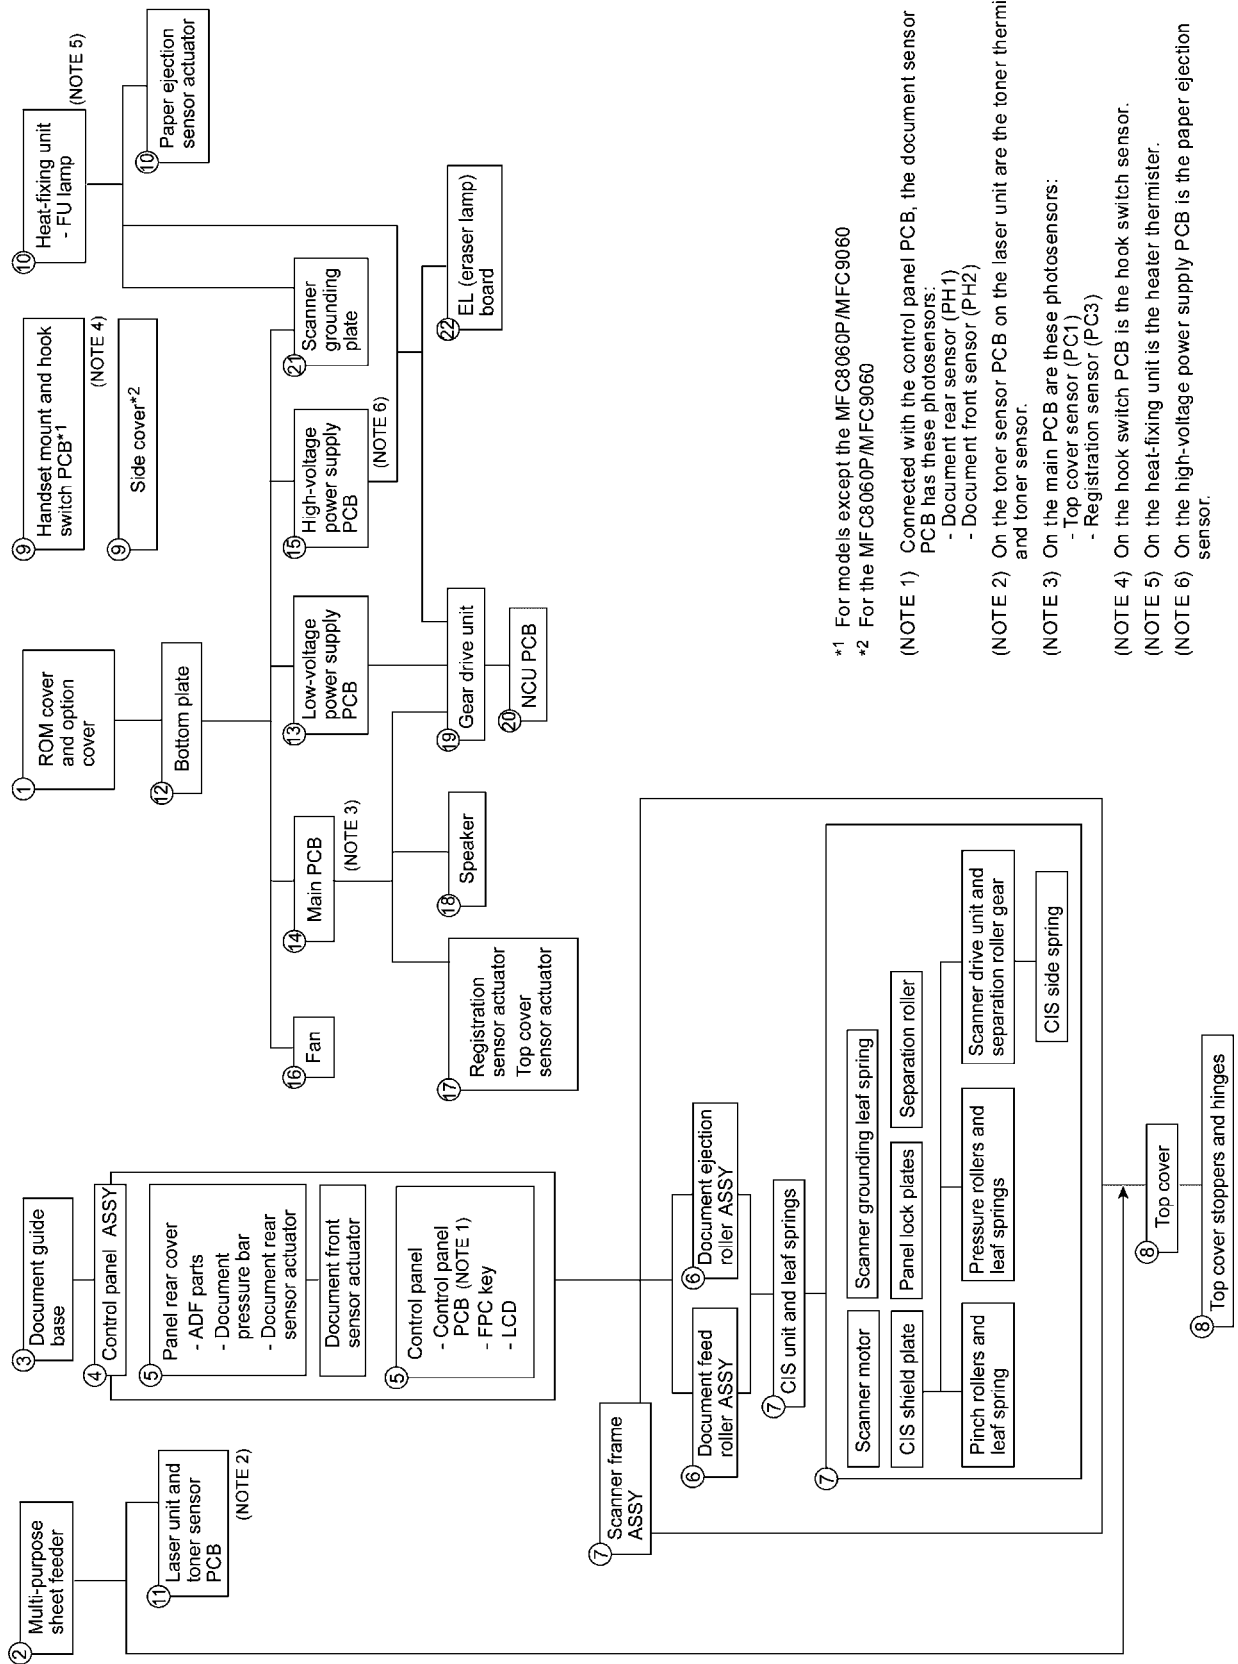 ② Multi-purpose
sheet feeder
⑪ Laser unit and
toner sensor
PCB
(NOTE 2)
③ Document guide
base
④ Control panel ASSY
⑤ Panel rear cover
- ADF parts
- Document
pressure bar
- Document rear
sensor actuator
Document front
sensor actuator
⑤ Control panel
- Control panel
PCB (NOTE 1)
- FPC key
- LCD
⑦ Scanner frame
ASSY
⑥ Document feed
roller ASSY
⑥ Document ejection
roller ASSY
⑦ CIS unit and leaf springs
⑦
Scanner motor
Scanner grounding leaf spring
CIS shield plate
Panel lock plates
Separation roller
Pinch rollers and
leaf spring
Pressure rollers and
leaf springs
Scanner drive unit and
separation roller gear
CIS side spring
⑧ Top cover
⑧ Top cover stoppers and hinges
① ROM cover
and option
cover
⑫ Bottom plate
⑯ Fan
⑭ Main PCB
(NOTE 3)
⑬ Low-voltage
power supply
PCB
⑮ High-voltage
power supply
PCB
(NOTE 6)
㉑ Scanner
grounding
plate
⑰ Registration
sensor actuator
Top cover
sensor actuator
⑱ Speaker
⑲ Gear drive unit
⑳ NCU PCB
㉒ EL (eraser lamp)
board
⑨ Handset mount and hook
switch PCB*1
(NOTE 4)
⑨ Side cover*2
⑩ Heat-fixing unit
- FU lamp
(NOTE 5)
⑩ Paper ejection
sensor actuator
*1 For models except the MFC8060P/MFC9060
*2 For the MFC8060P/MFC9060
(NOTE 1) Connected with the control panel PCB, the document sensor
PCB has these photosensors:
- Document rear sensor (PH1)
- Document front sensor (PH2)
(NOTE 2) On the toner sensor PCB on the laser unit are the toner thermi
and toner sensor.
(NOTE 3) On the main PCB are these photosensors:
- Top cover sensor (PC1)
- Registration sensor (PC3)
(NOTE 4) On the hook switch PCB is the hook switch sensor.
(NOTE 5) On the heat-fixing unit is the heater thermister.
(NOTE 6) On the high-voltage power supply PCB is the paper ejection
sensor.